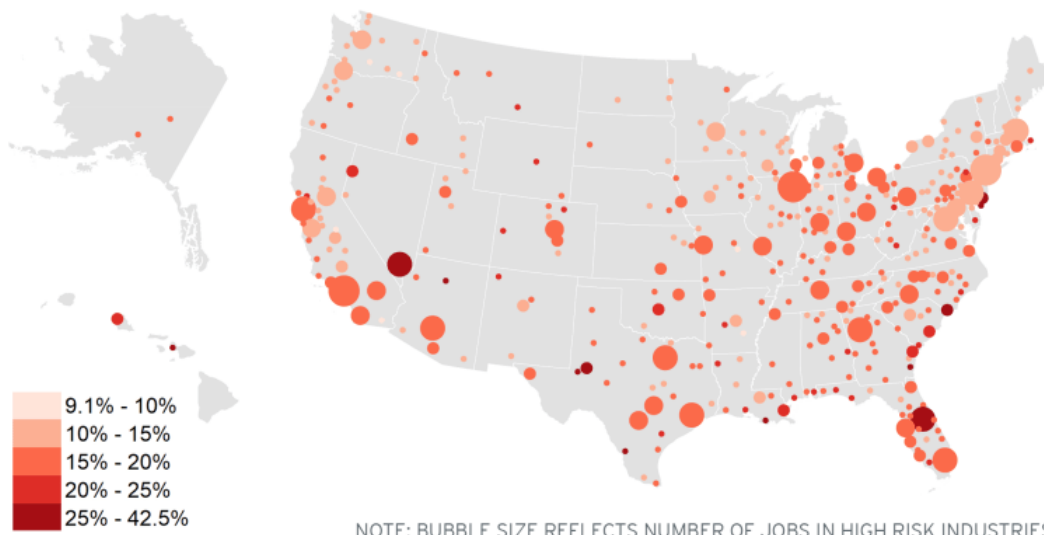 9.1% - 10%
10% - 15%
15% - 20%
20% - 25%
25% - 42.5%
NOTE: BUBBLE SIZE REFLECTS NUMBER OF JOBS IN HIGH RISK INDUSTRIES